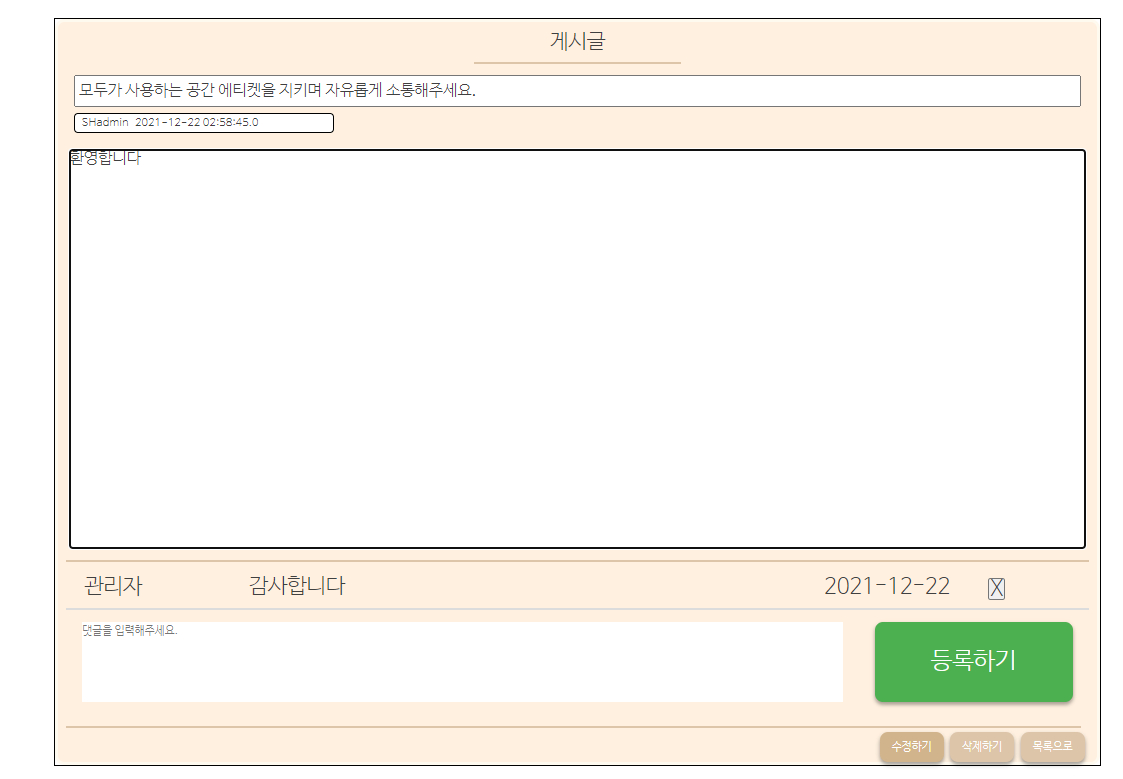 게시글
모두가 사용하는 공간 에티켓을 지키며 자유롭게 소통해주세요.
SHadmin 2021-12-22 02:58:45.0
환영합니다
관리자 감사합니다 2021-12-22 X
댓글을 입력해주세요.
등록하기
수정하기 삭제하기 목록으로